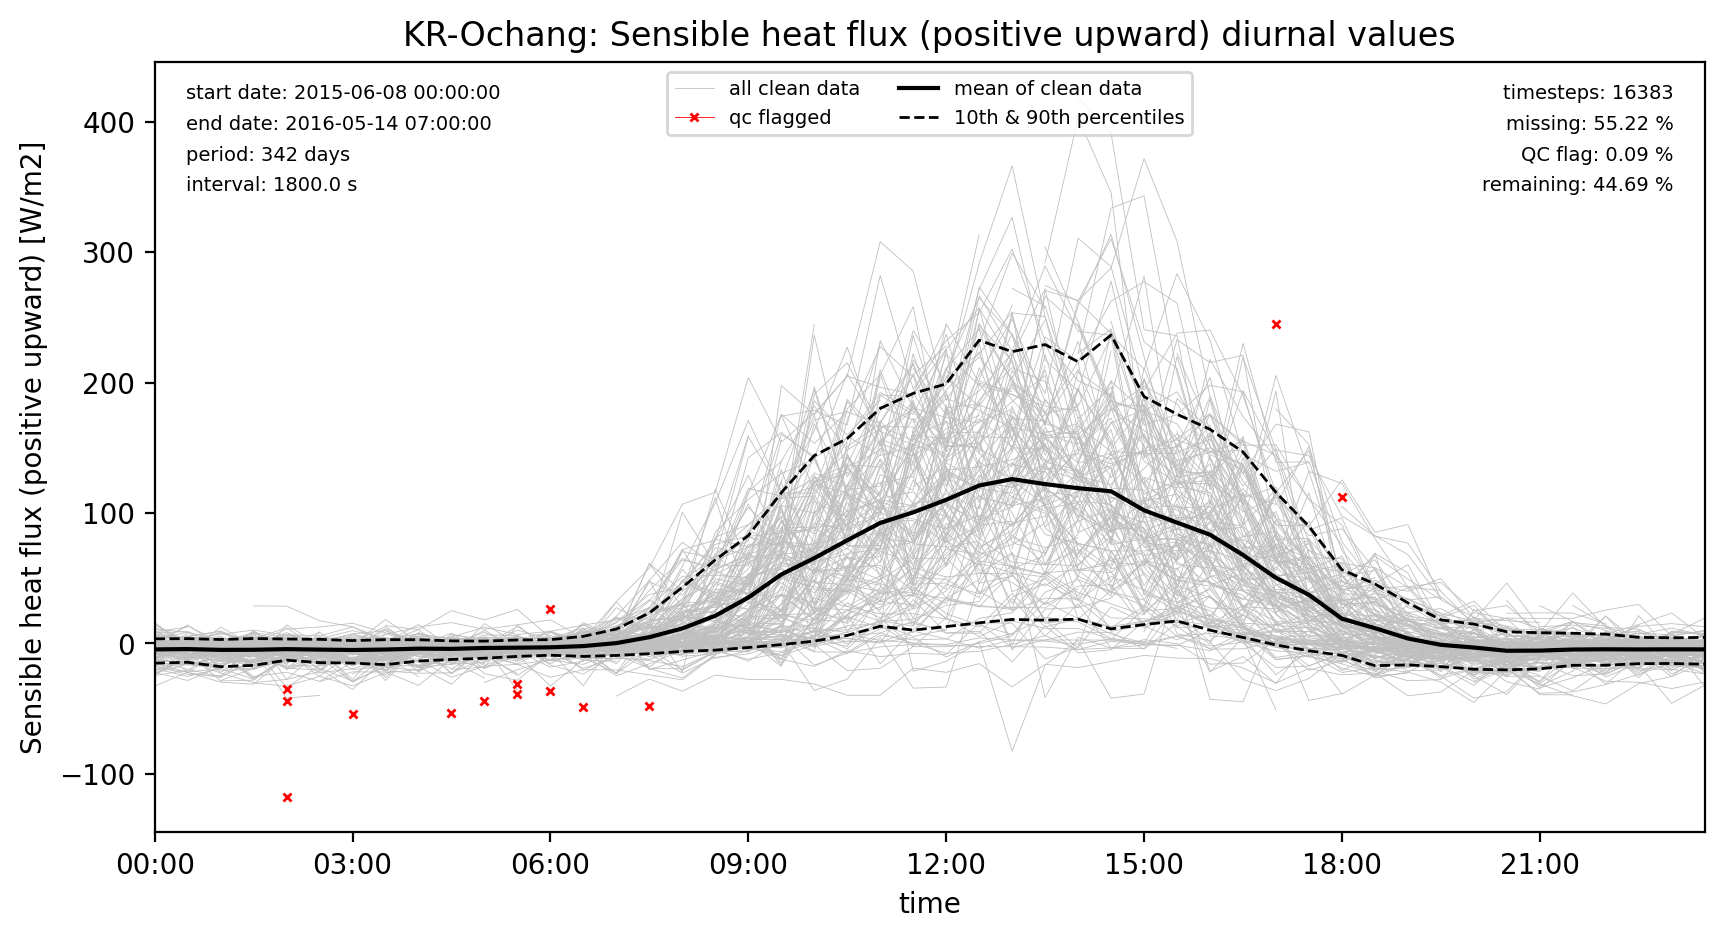 KR-Ochang: Sensible heat flux (positive upward) diurnal values
start date: 2015-06-08 00:00:00
end date: 2016-05-14 07:00:00
period: 342 days
interval: 1800.0 s
all clean data
qc flagged
mean of clean data
10th & 90th percentiles
timesteps: 16383
missing: 55.22 %
QC flag: 0.09 %
remaining: 44.69 %
Sensible heat flux (positive upward) [W/m2]
400
300
200
100
0
−100
00:00 03:00 06:00 09:00 12:00 15:00 18:00 21:00
time